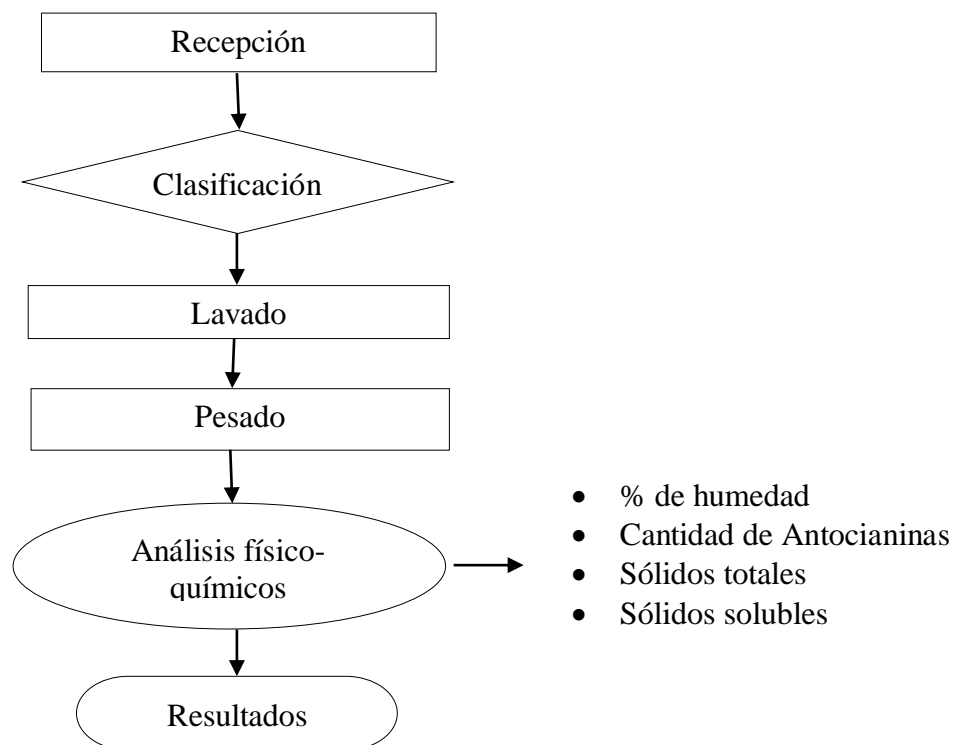 Recepción
Clasificación
Lavado
Pesado
Análisis físico-
químicos
• % de humedad
• Cantidad de Antocianinas
• Sólidos totales
• Sólidos solubles
Resultados